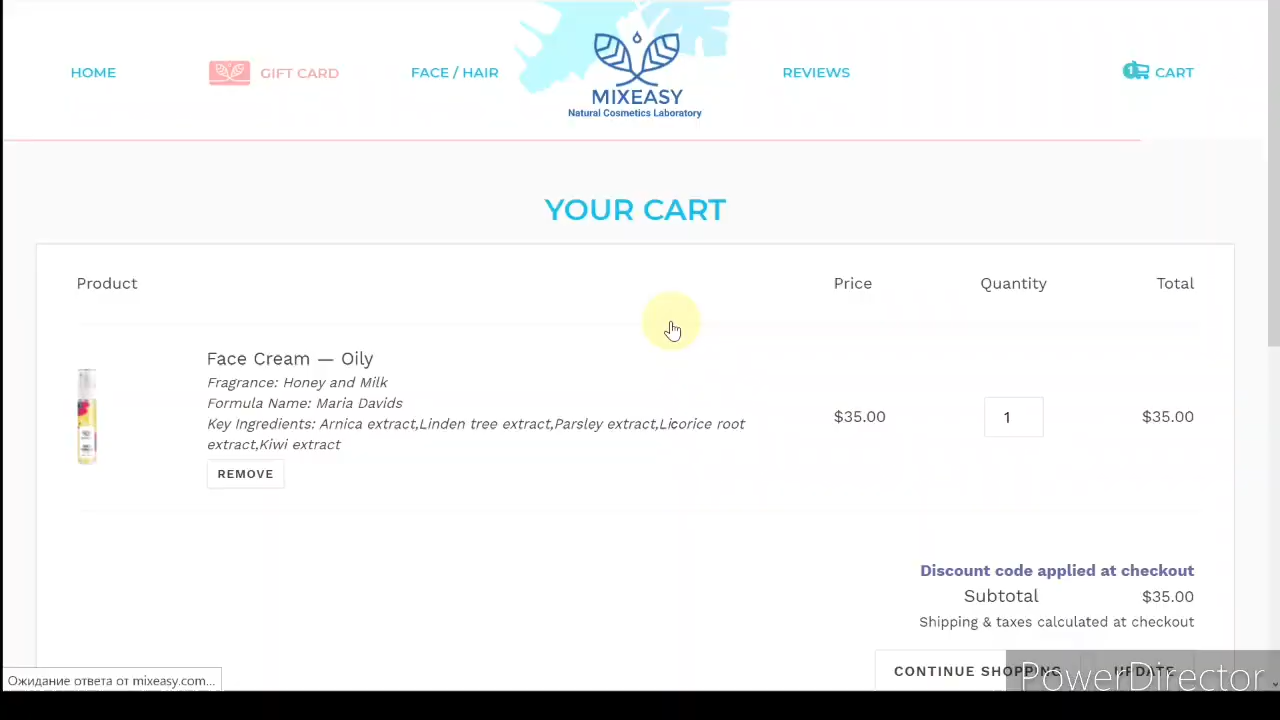 HOME
GIFT CARD
FACE / HAIR
MIXEASY
Natural Cosmetics Laboratory
REVIEWS
1
CART
YOUR CART
Product
Price
Quantity
Total
Face Cream — Oily
Fragrance: Honey and Milk
Formula Name: Maria Davids
Key Ingredients: Arnica extract,Linden tree extract,Parsley extract,Licorice root
extract,Kiwi extract
$35.00
1
$35.00
REMOVE
Discount code applied at checkout
Subtotal $35.00
Shipping & taxes calculated at checkout
CONTINUE SHOPPING
UPDATE
PowerDirector
Ожидание ответа от mixeasy.com...